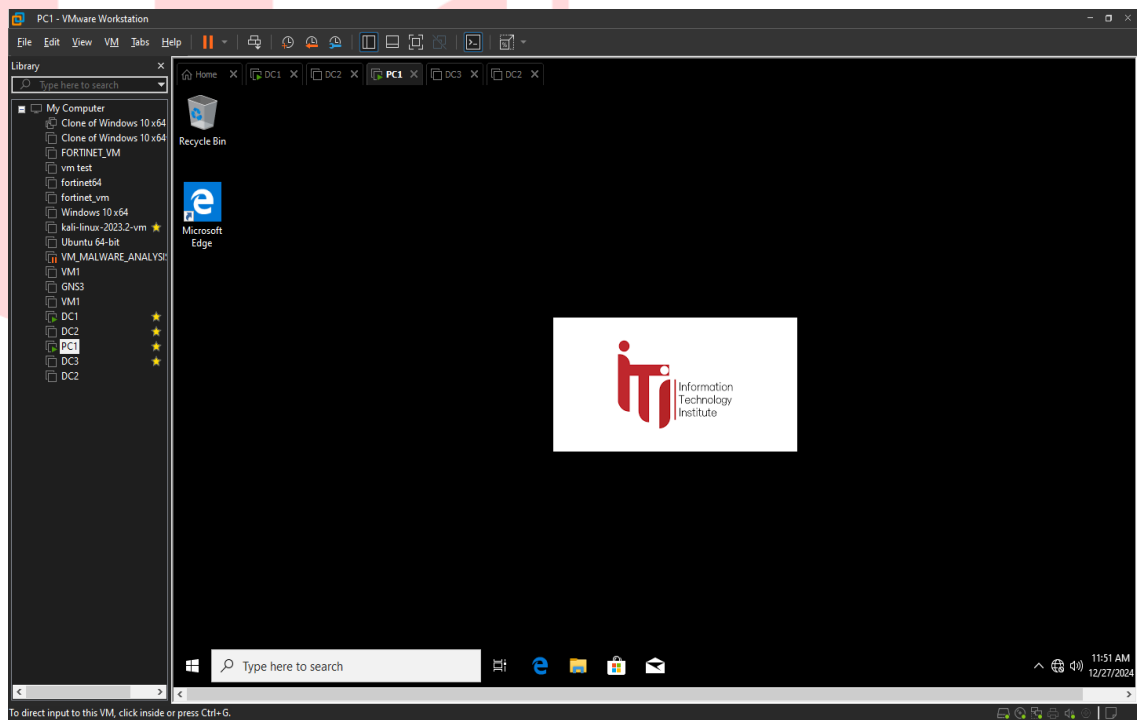 PC1 - VMware Workstation
File Edit View VM Tabs Help
Library
Type here to search
My Computer
Clone of Windows 10 x64
Clone of Windows 10 x64
FORTINET_VM
vm test
fortinet64
fortinet_vm
Windows 10 x64
kali-linux-2023.2-vm
Ubuntu 64-bit
VM_MALWARE_ANALYSI
VM1
GNS3
VM1
DC1
DC2
PC1
DC3
DC2
Home DC1 DC2 PC1 DC3 DC2
Recycle Bin
Microsoft
Edge
iTi
Information
Technology
Institute
Type here to search
11:51 AM
12/27/2024
To direct input to this VM, click inside or press Ctrl+G.